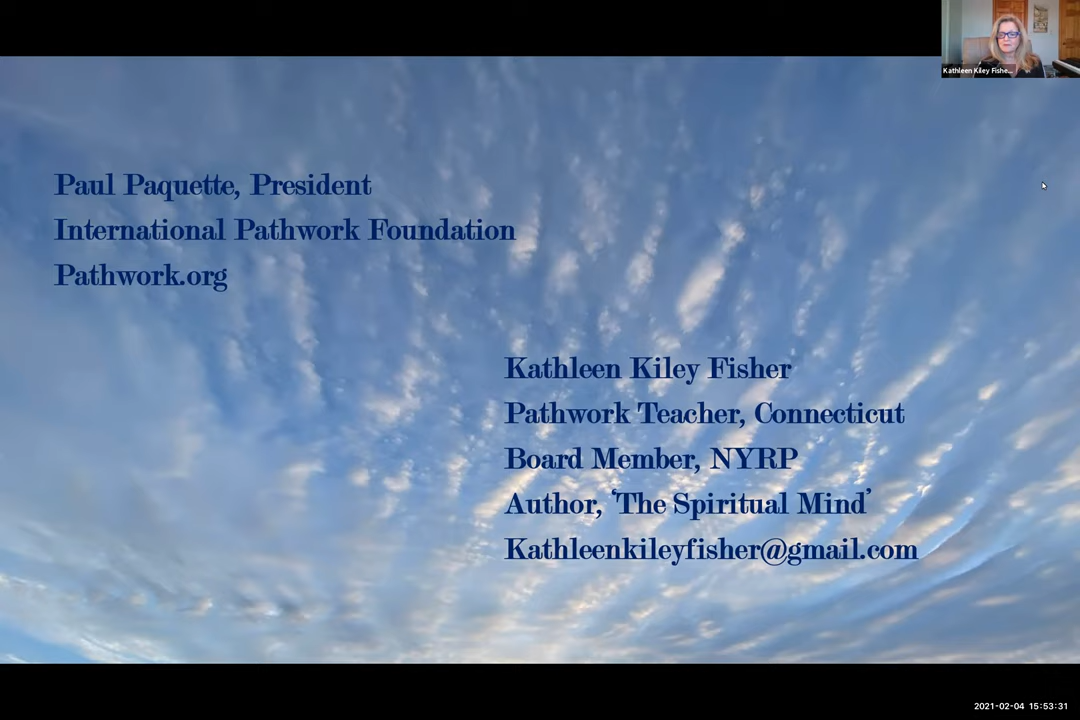 Kathleen Kiley Fishe...
Paul Paquette, President
International Pathwork Foundation
Pathwork.org
Kathleen Kiley Fisher
Pathwork Teacher, Connecticut
Board Member, NYRP
Author, ‘The Spiritual Mind’
Kathleenkileyfisher@gmail.com
2021-02-04 15:53:31